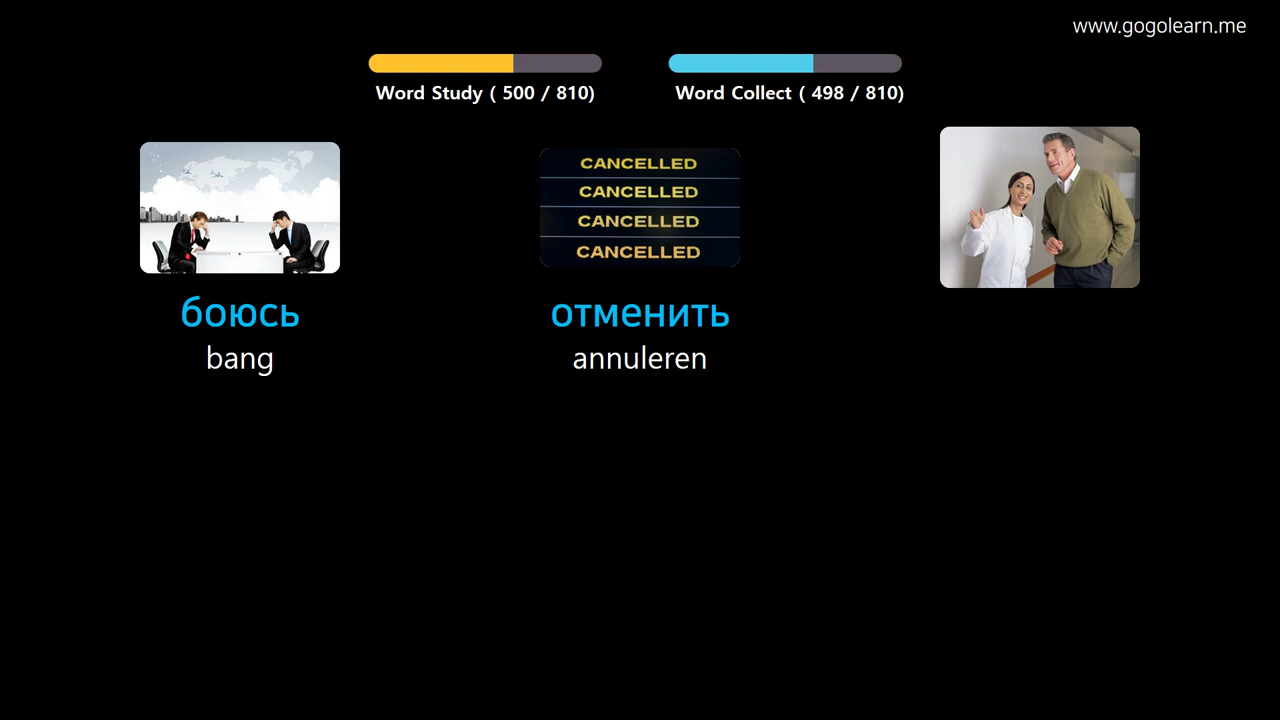 www.gogolearn.me
Word Study ( 500 / 810)
Word Collect ( 498 / 810)
CANCELLED
CANCELLED
CANCELLED
CANCELLED
боюсь
bang
отменить
annuleren